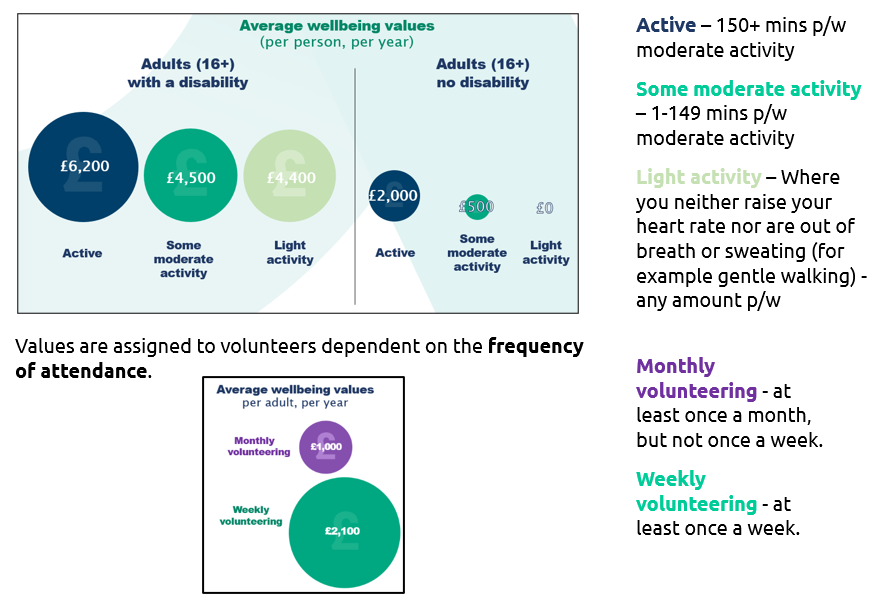 Average wellbeing values
(per person, per year)
Adults (16+)
with a disability
£6,200
£4,500
£4,400
Active
Some
moderate
activity
Light
activity
Adults (16+)
no disability
£2,000
£500
£0
Active
Some
moderate
activity
Light
activity
Active – 150+ mins p/w
moderate activity
Some moderate activity
– 1-149 mins p/w
moderate activity
Light activity – Where
you neither raise your
heart rate nor are out of
breath or sweating (for
example gentle walking) -
any amount p/w
Values are assigned to volunteers dependent on the frequency
of attendance.
Average wellbeing values
per adult, per year
Monthly
volunteering
£1,000
Weekly
volunteering
£2,100
Monthly
volunteering - at
least once a month,
but not once a week.
Weekly
volunteering - at
least once a week.